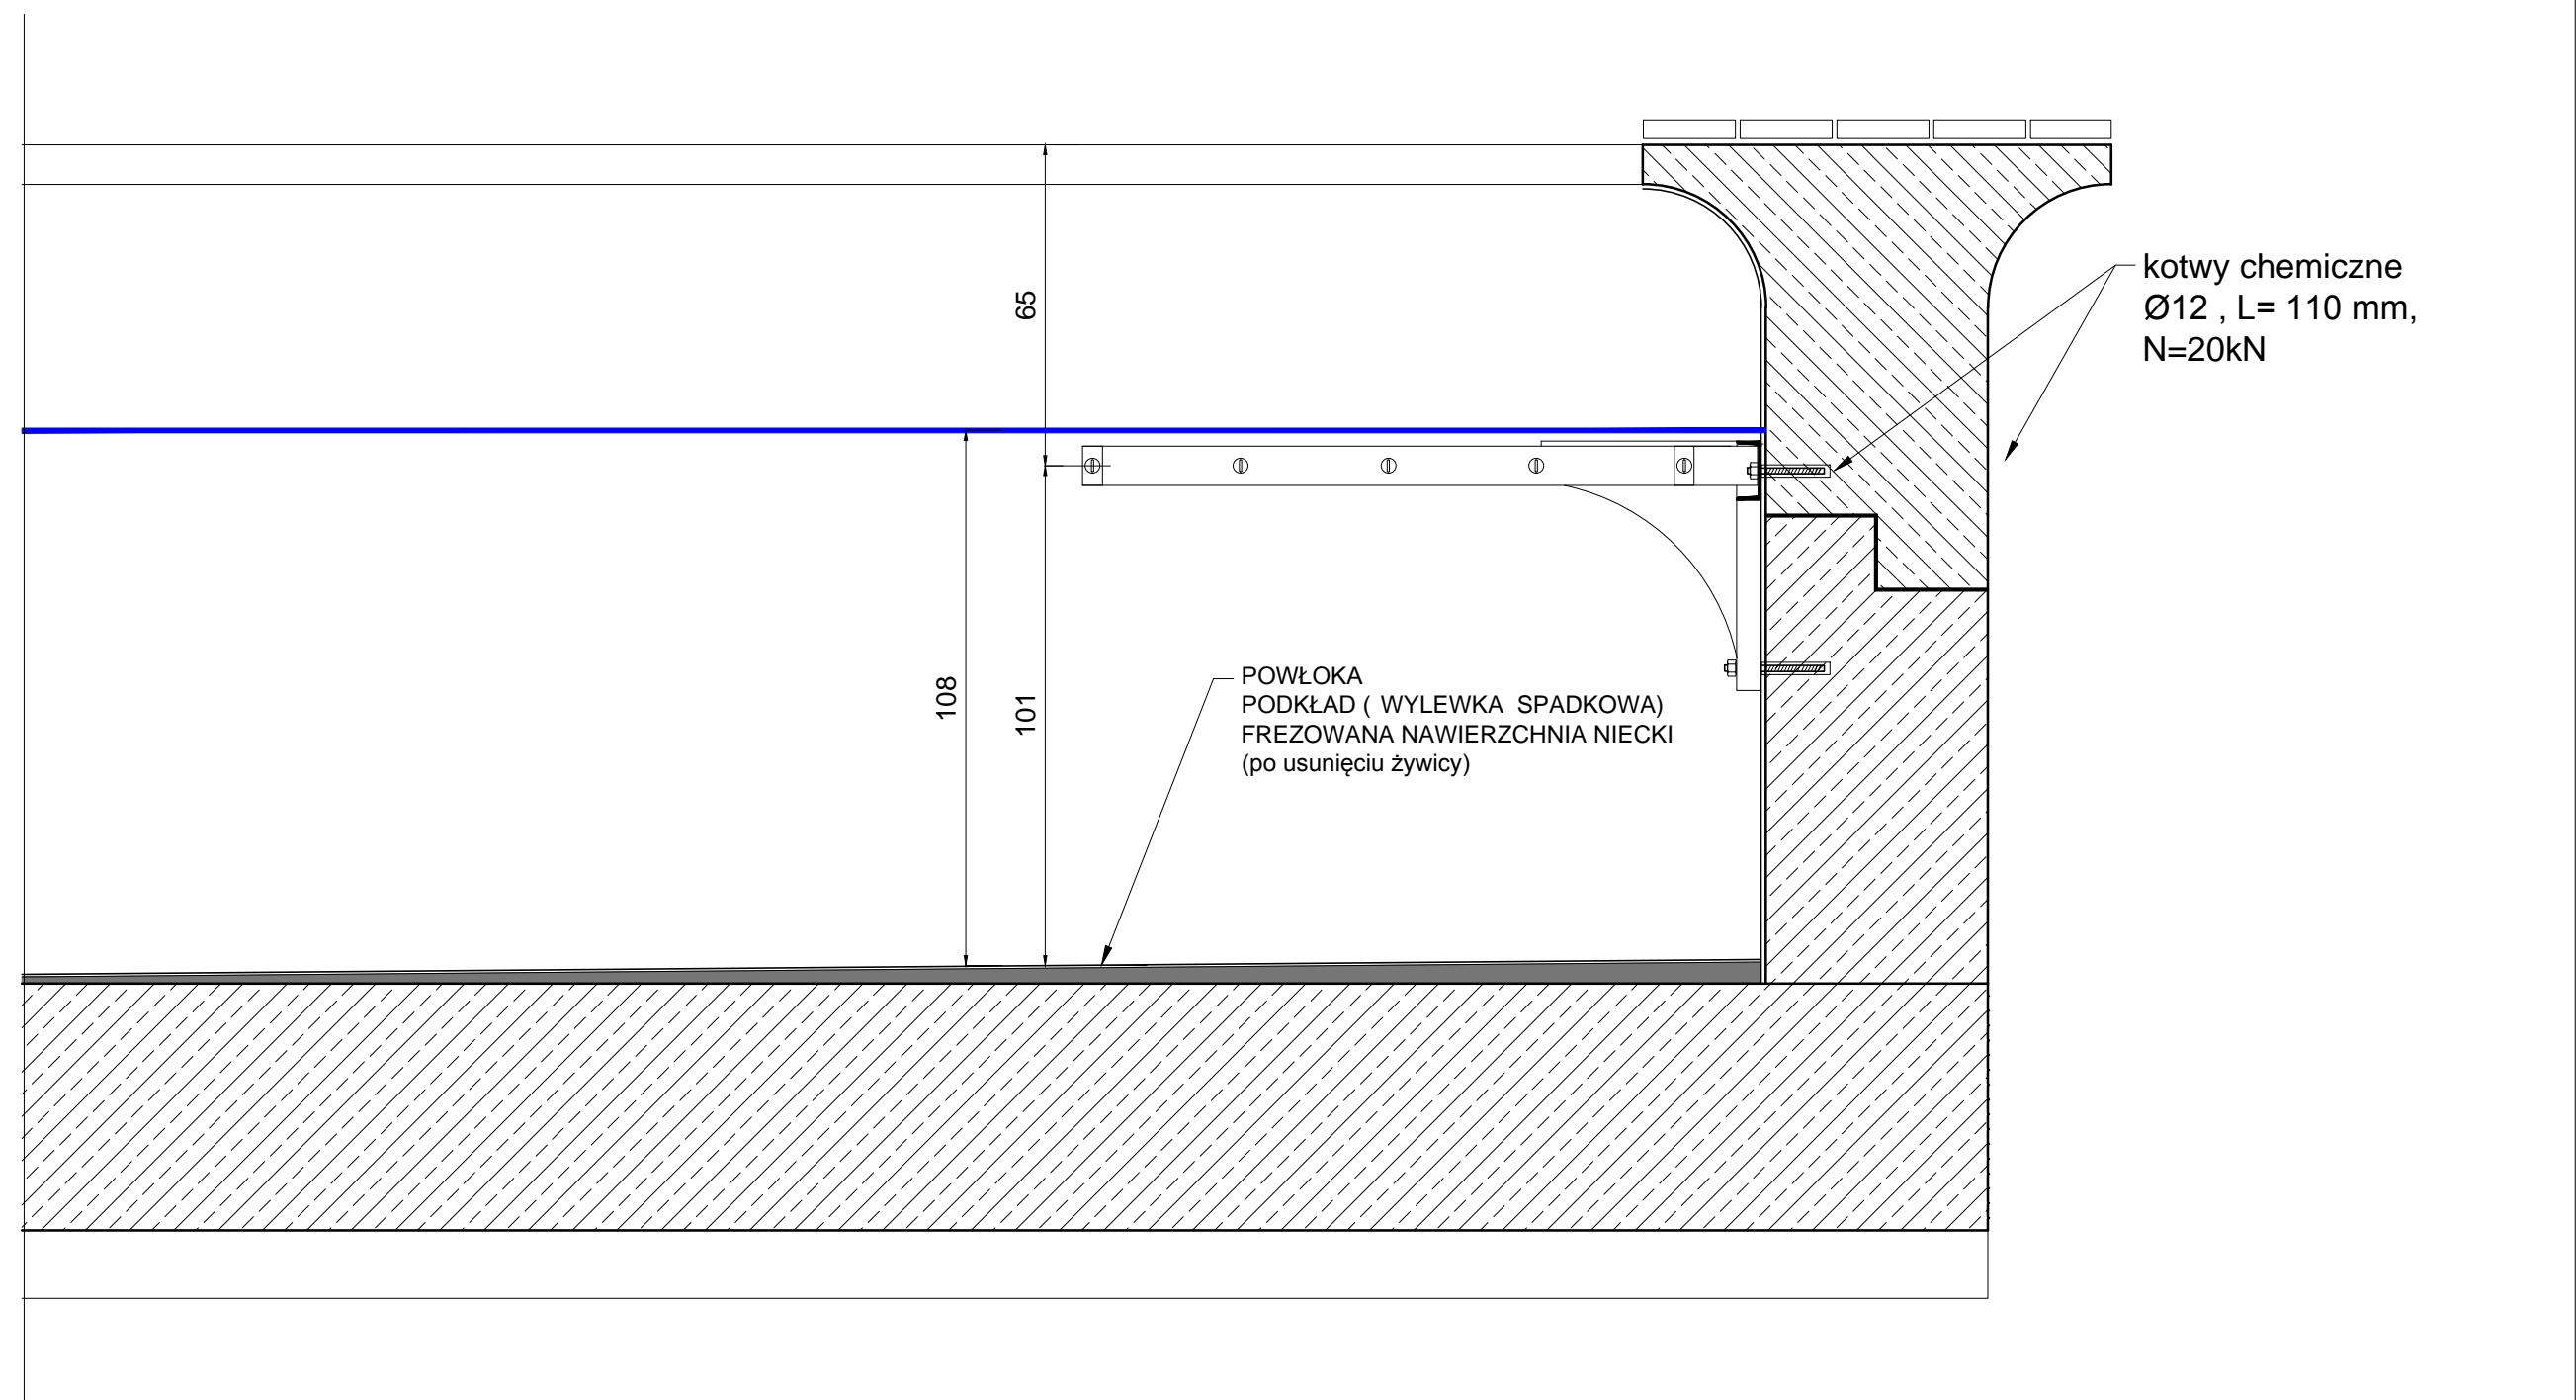 kotwy chemiczne
Ø12 , L= 110 mm,
N=20kN
65
108
101
POWŁOKA
PODKŁAD ( WYLEWKA SPADKOWA)
FREZOWANA NAWIERZCHNIA NIECKI
(po usunięciu żywicy)